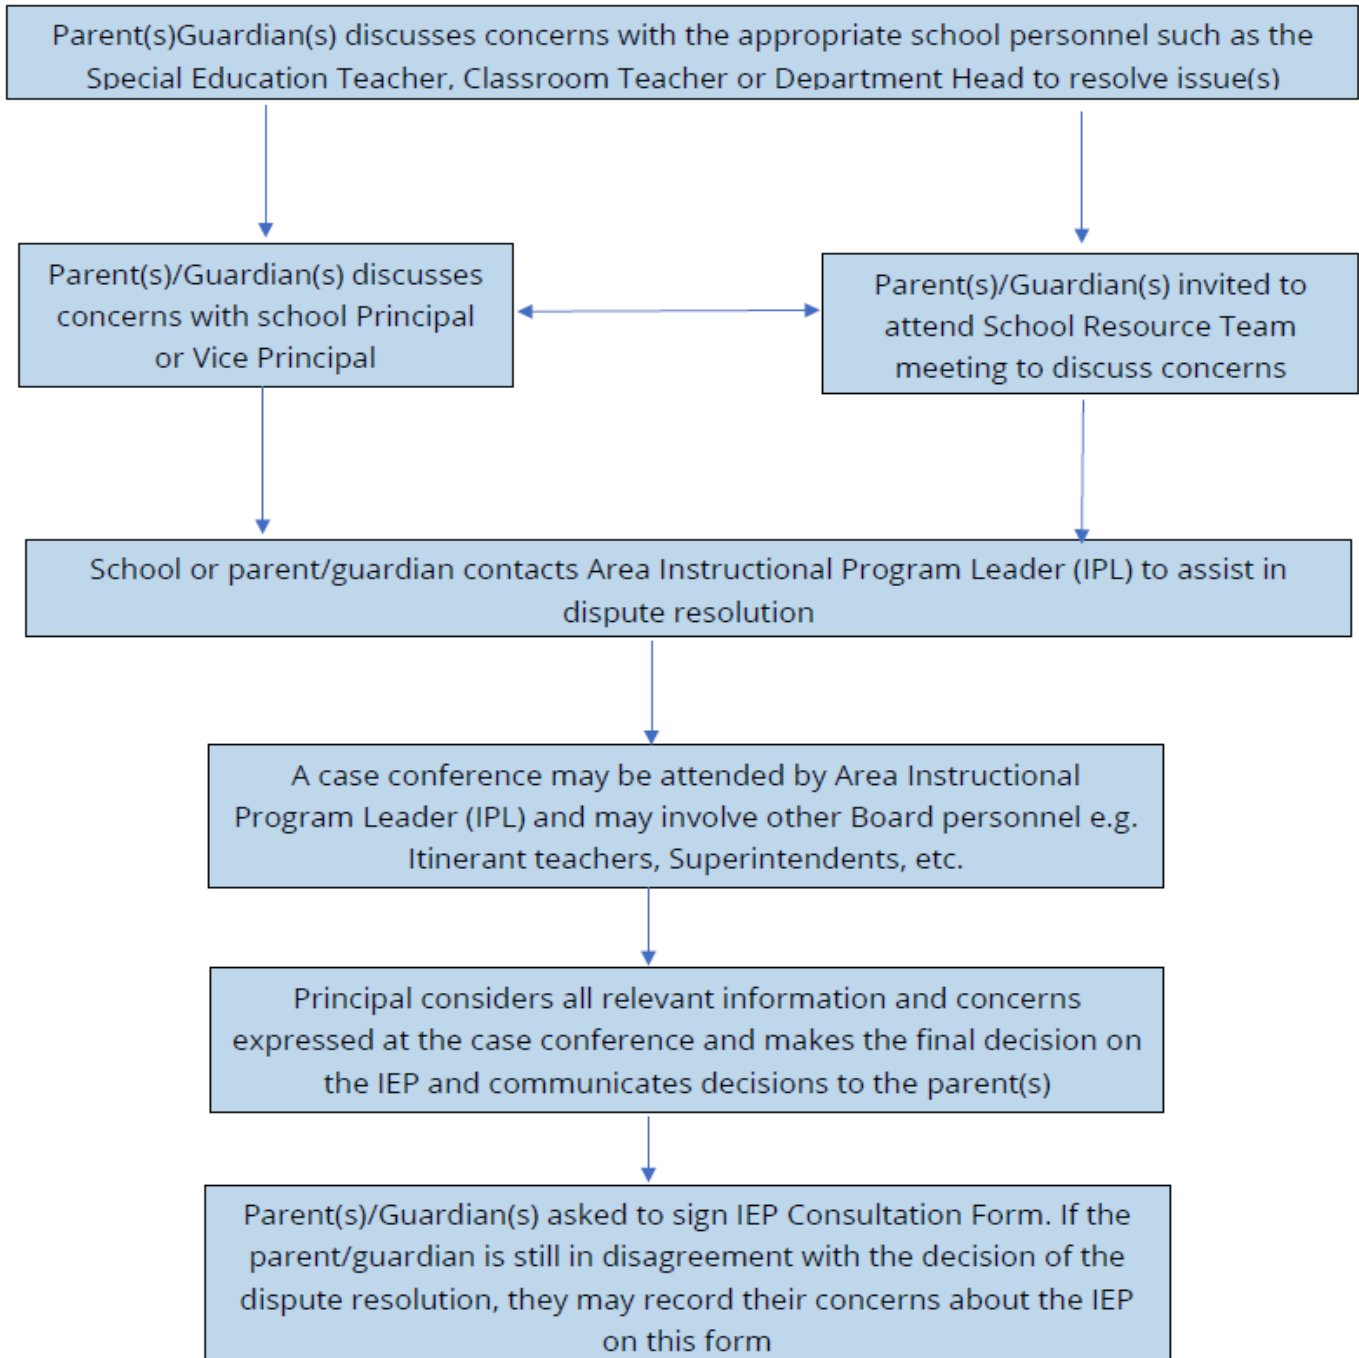 Parent(s)Guardian(s) discusses concerns with the appropriate school personnel such as the
Special Education Teacher, Classroom Teacher or Department Head to resolve issue(s)
Parent(s)/Guardian(s) discusses
concerns with school Principal
or Vice Principal
Parent(s)/Guardian(s) invited to
attend School Resource Team
meeting to discuss concerns
School or parent/guardian contacts Area Instructional Program Leader (IPL) to assist in
dispute resolution
A case conference may be attended by Area Instructional
Program Leader (IPL) and may involve other Board personnel e.g.
Itinerant teachers, Superintendents, etc.
Principal considers all relevant information and concerns
expressed at the case conference and makes the final decision on
the IEP and communicates decisions to the parent(s)
Parent(s)/Guardian(s) asked to sign IEP Consultation Form. If the
parent/guardian is still in disagreement with the decision of the
dispute resolution, they may record their concerns about the IEP
on this form